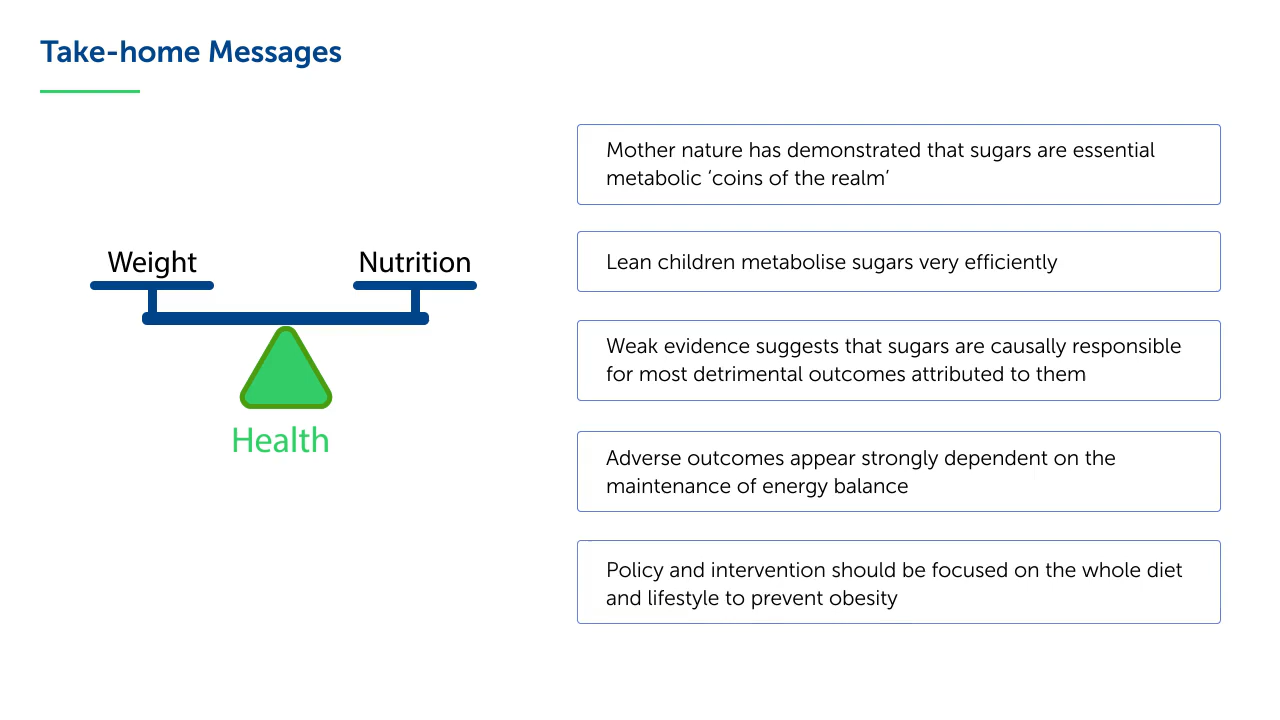 Take-home Messages
Weight
Nutrition
Health
Mother nature has demonstrated that sugars are essential
metabolic ‘coins of the realm’
Lean children metabolise sugars very efficiently
Weak evidence suggests that sugars are causally responsible
for most detrimental outcomes attributed to them
Adverse outcomes appear strongly dependent on the
maintenance of energy balance
Policy and intervention should be focused on the whole diet
and lifestyle to prevent obesity